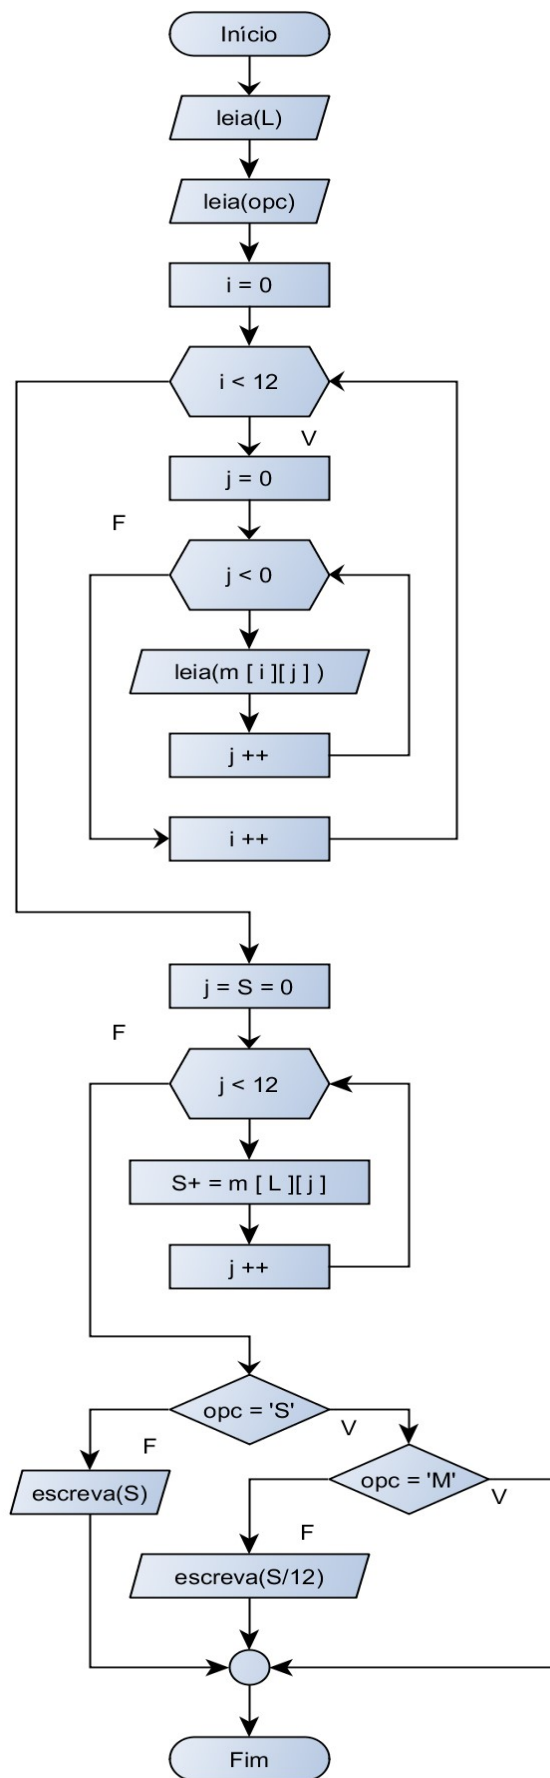 Início
leia(L)
leia(opc)
i = 0
i < 12
V
j = 0
F
j < 0
leia(m [ i ][ j ] )
j ++
i ++
j = S = 0
F
j < 12
S+ = m [ L ][ j ]
j ++
opc = 'S'
V
F
opc = 'M'
V
escreva(S)
F
escreva(S/12)
Fim